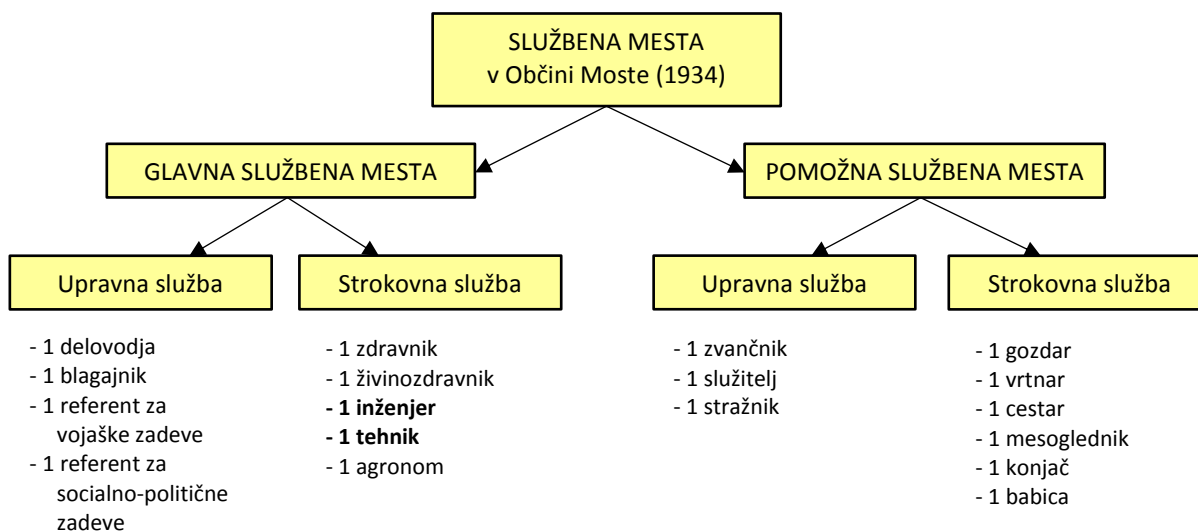 SLUŽBENA MESTA
v Občini Moste (1934)
GLAVNA SLUŽBENA MESTA
POMOŽNA SLUŽBENA MESTA
Upravna služba
- 1 delovodja
- 1 blagajnik
- 1 referent za
vojaške zadeve
- 1 referent za
socialno-politične
zadeve
Strokovna služba
- 1 zdravnik
- 1 živinozdravnik
- 1 inženjer
- 1 tehnik
- 1 agronom
Upravna služba
- 1 zvančnik
- 1 služitelj
- 1 stražnik
Strokovna služba
- 1 gozdar
- 1 vrtnar
- 1 cestar
- 1 mesoglednik
- 1 konjač
- 1 babica